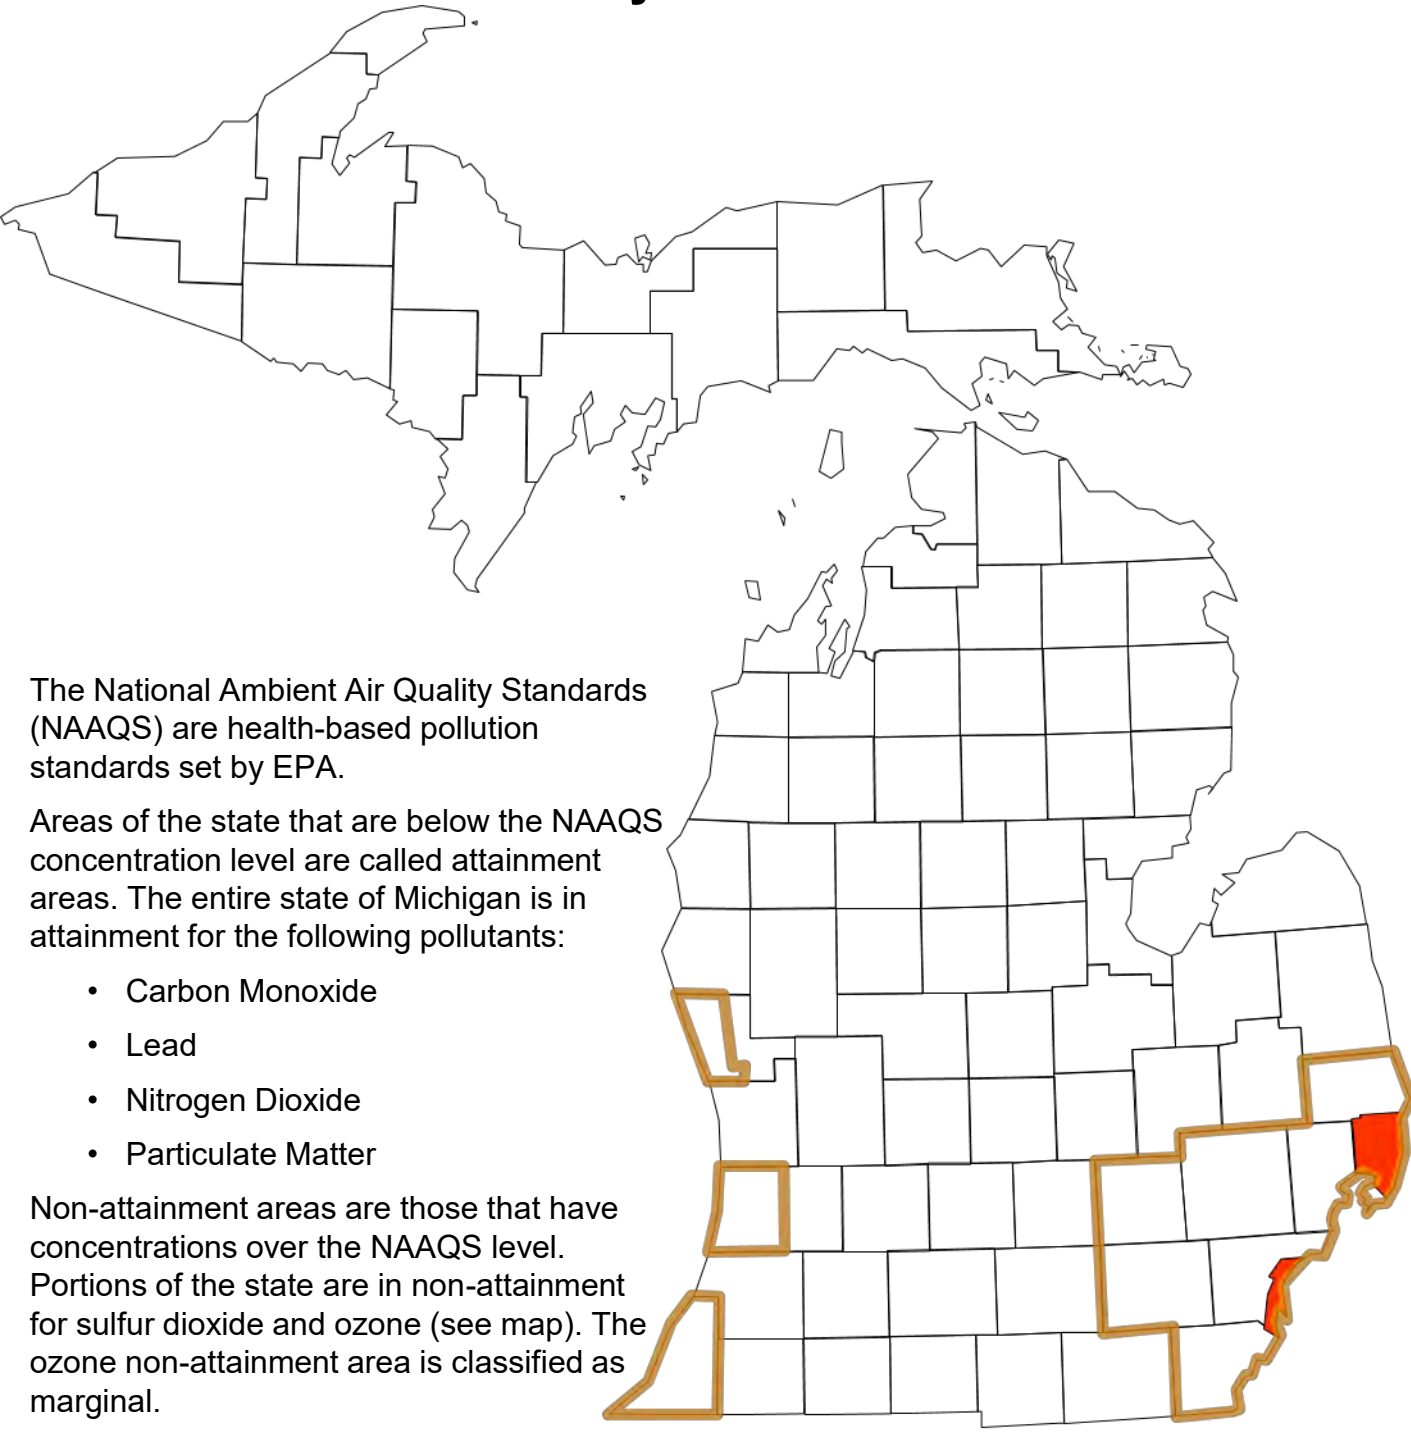 The National Ambient Air Quality Standards
(NAAQS) are health-based pollution
standards set by EPA.
Areas of the state that are below the NAAQS
concentration level are called attainment
areas. The entire state of Michigan is in
attainment for the following pollutants:
• Carbon Monoxide
• Lead
• Nitrogen Dioxide
• Particulate Matter
Non-attainment areas are those that have
concentrations over the NAAQS level.
Portions of the state are in non-attainment
for sulfur dioxide and ozone (see map). The
ozone non-attainment area is classified as
marginal.